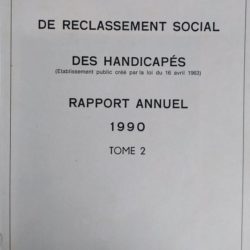 DE RECLASSEMENT SOCIAL
DES HANDICAPÉS
(Etablissement public créé par la loi du 16 avril 1963)
RAPPORT ANNUEL
1990
TOME 2